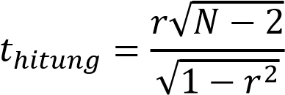 t_hitung = r√(N − 2) / √(1 − r²)